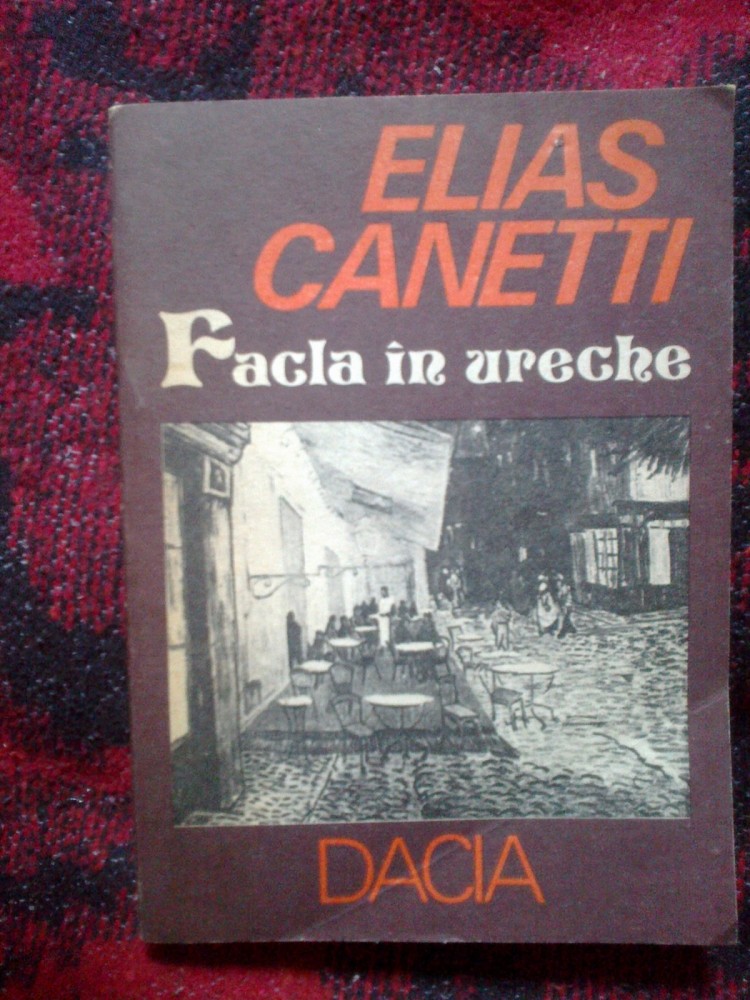 ELIAS
CANETTI
Facla în ureche
DACIA